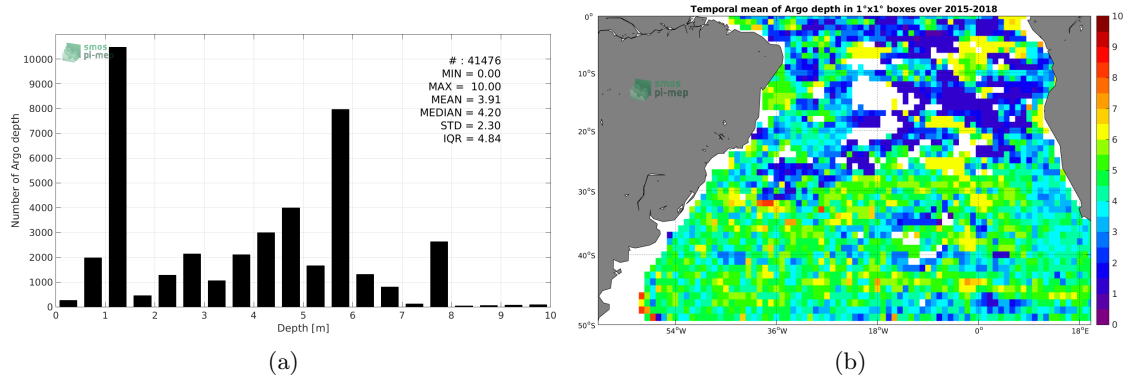 smos
pi-mep
# : 41476
MIN = 0.00
MAX = 10.00
MEAN = 3.91
MEDIAN = 4.20
STD = 2.30
IQR = 4.84
Number of Argo depth
10000
9000
8000
7000
6000
5000
4000
3000
2000
1000
0
0 1 2 3 4 5 6 7 8 9 10
Depth [m]
(a)
Temporal mean of Argo depth in 1°x1° boxes over 2015-2018
smos
pi-mep
0°
10°S
20°S
30°S
40°S
50°S
54°W 36°W 18°W 0° 18°E
10
9
8
7
6
5
4
3
2
1
0
(b)